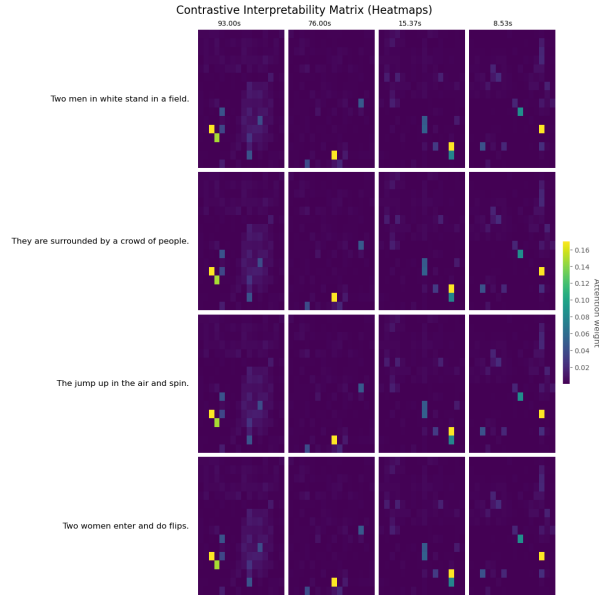 Contrastive Interpretability Matrix (Heatmaps)
93.00s 76.00s 15.37s 8.53s
Two men in white stand in a field.
They are surrounded by a crowd of people.
The jump up in the air and spin.
Two women enter and do flips.
0.16
0.14
0.12
0.10
0.08
0.06
0.04
0.02
Attention Weight